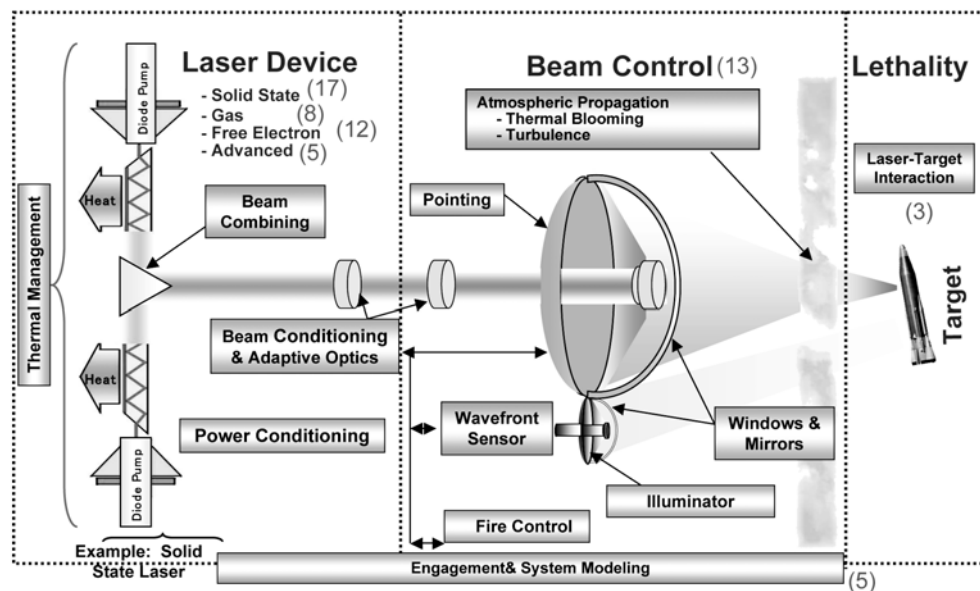 Laser Device
- Solid State (17)
- Gas (8)
- Free Electron (12)
- Advanced (5)
Diode Pump
Heat
Beam
Combining
Thermal Management
Beam Conditioning
& Adaptive Optics
Heat
Power Conditioning
Diode Pump
Example: Solid
State Laser
Beam Control (13)
Atmospheric Propagation
- Thermal Blooming
- Turbulence
Pointing
Wavefront
Sensor
Windows &
Mirrors
Illuminator
Fire Control
Lethality
Laser-Target
Interaction
(3)
Target
Engagement& System Modeling
(5)